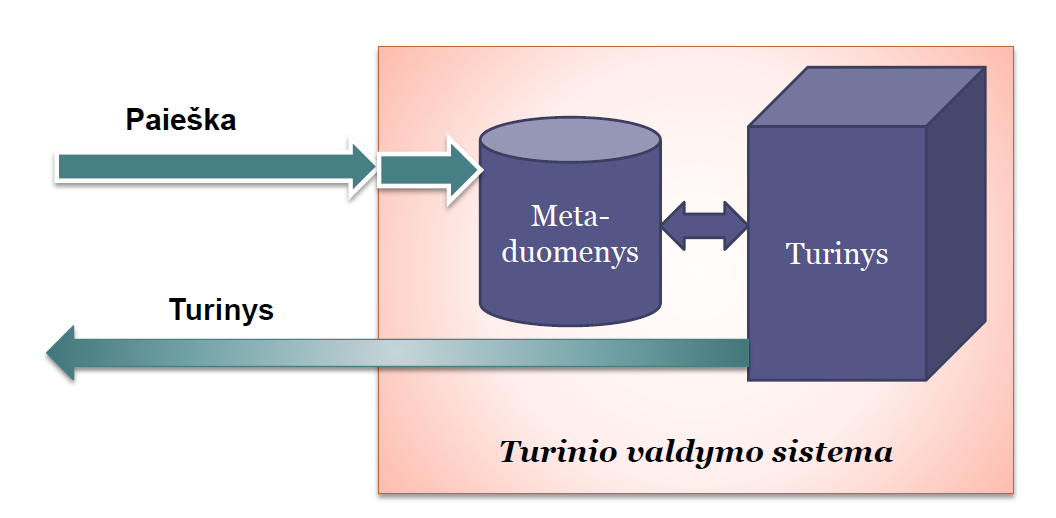 Paieška
Meta-
duomenys
Turinys
Turinys
Turinio valdymo sistema